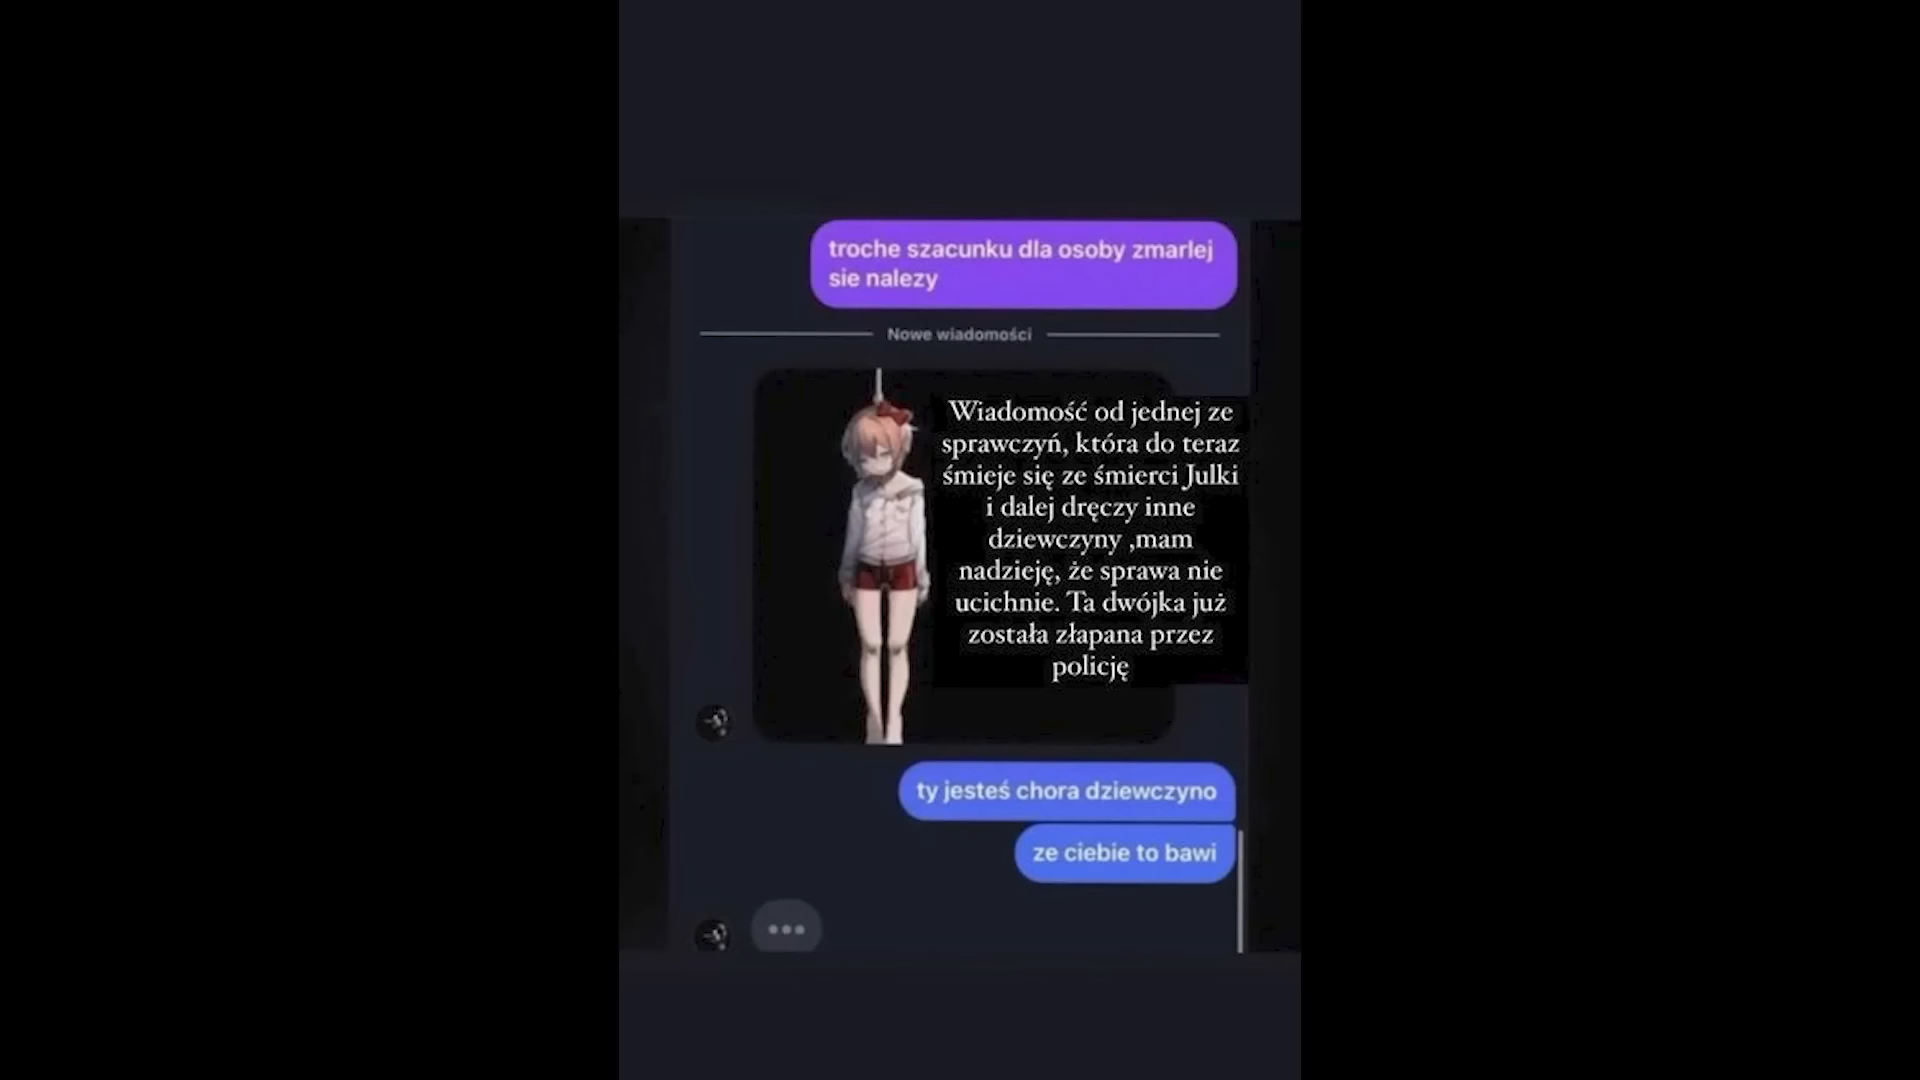 troche szacunku dla osoby zmarlej
sie nalezy
Nowe wiadomości
Wiadomość od jednej ze
sprawczyń, która do teraz
śmieje się ze śmierci Julki
i dalej dręczy inne
dziewczyny ,mam
nadzieję, że sprawa nie
ucichnie. Ta dwójka już
została złapana przez
policję
ty jesteś chora dziewczyno
ze ciebie to bawi